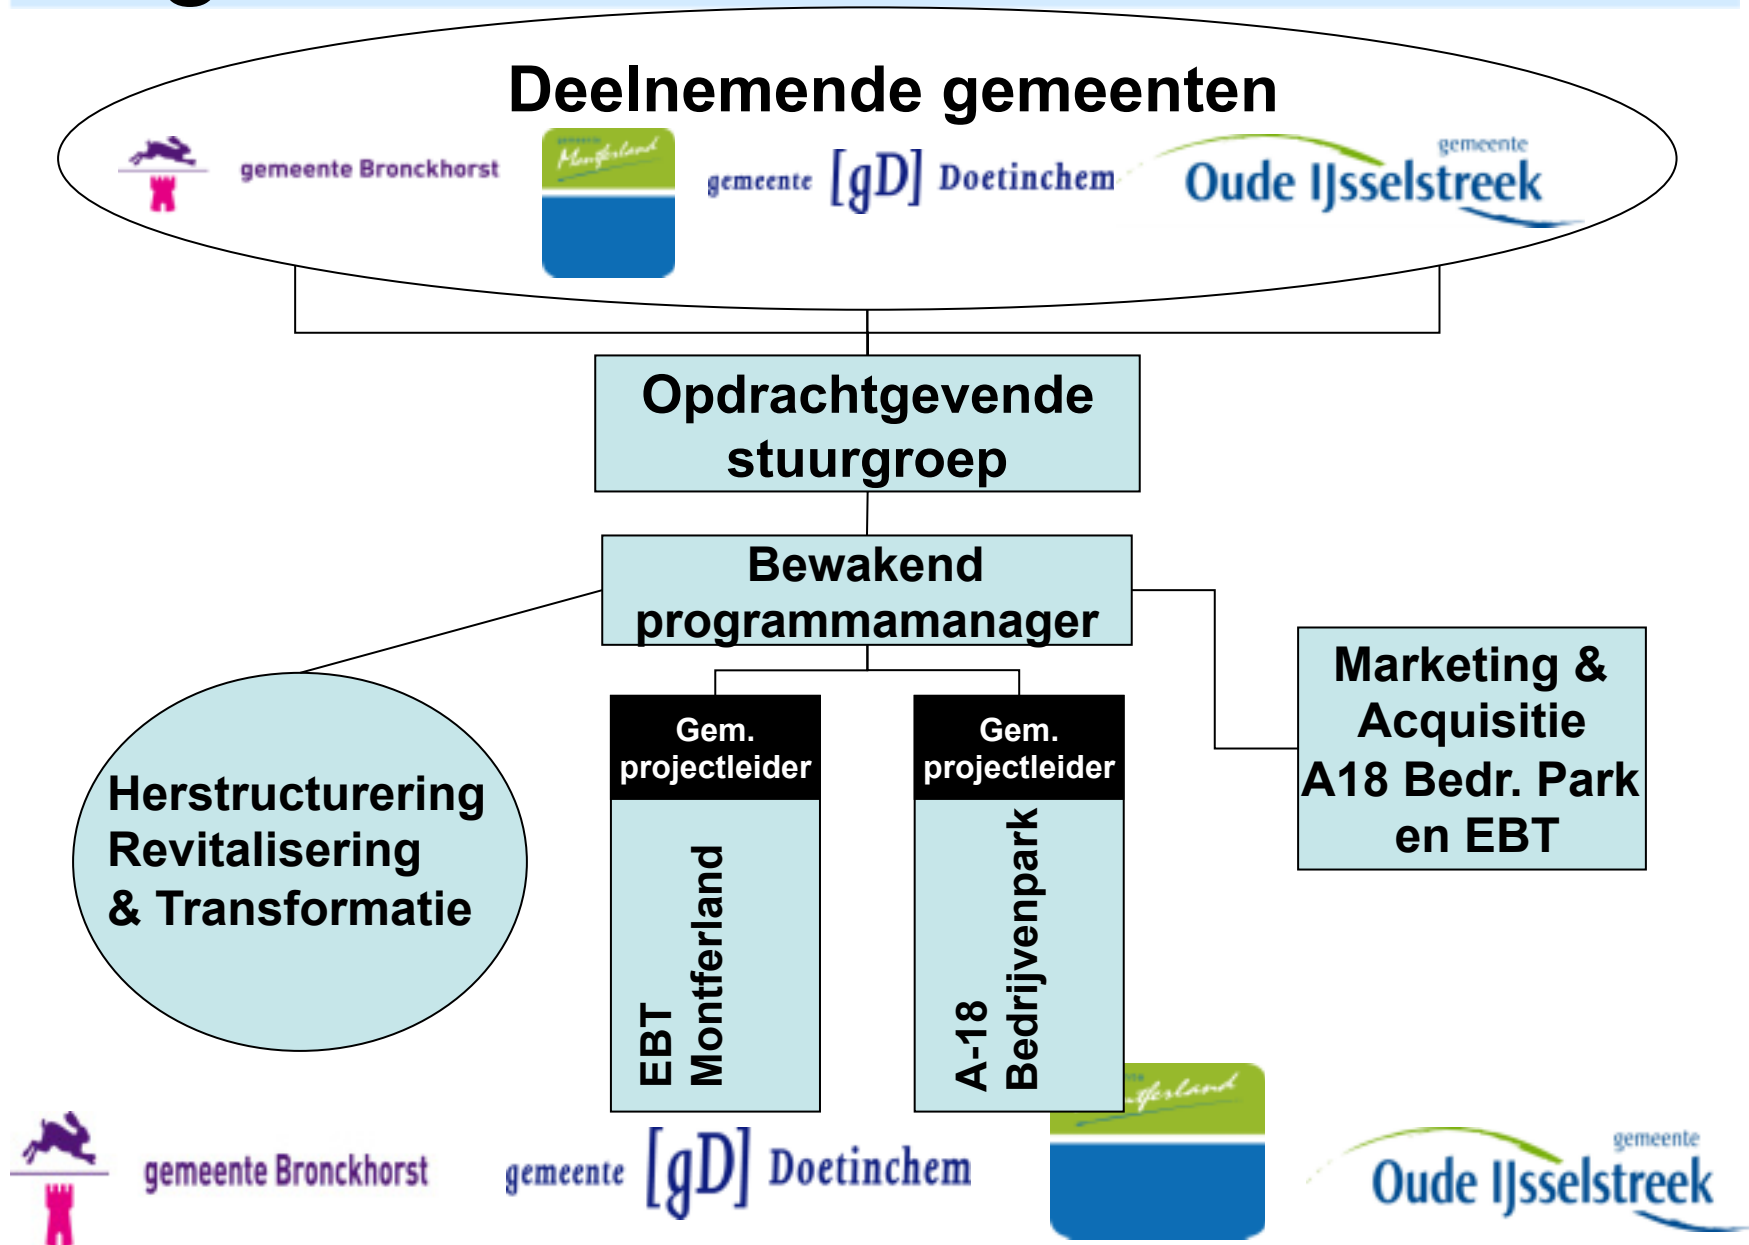 Deelnemende gemeenten
gemeente Bronckhorst
gemeente
Montferland
gemeente [gD] Doetinchem
gemeente
Oude IJsselstreek
Opdrachtgevende
stuurgroep
Bewakend
programmamanager
Marketing &
Acquisitie
A18 Bedr. Park
en EBT
Gem.
projectleider
Gem.
projectleider
Herstructurering
Revitalisering
& Transformatie
EBT
Montferland
A-18
Bedrijvenpark
gemeente Bronckhorst
gemeente [gD] Doetinchem
gemeente
Oude IJsselstreek